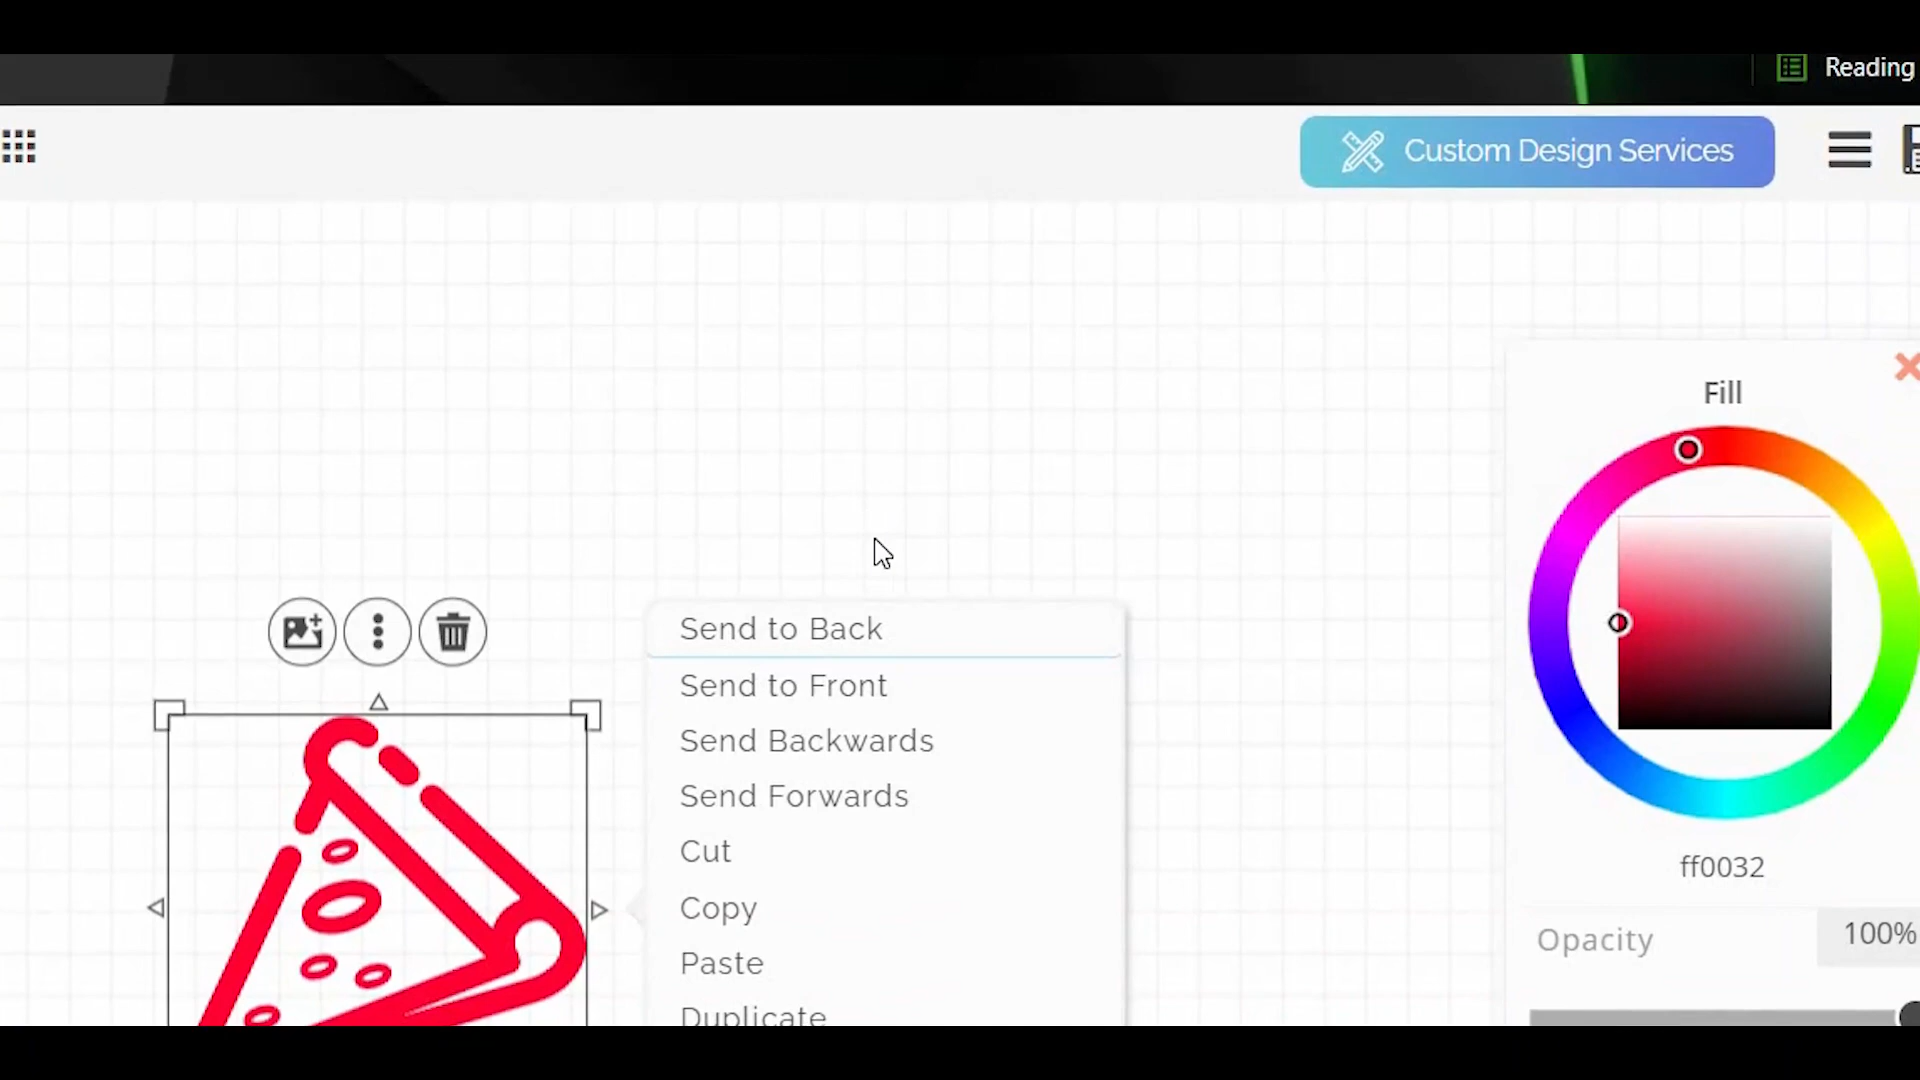 Reading
Custom Design Services
Fill
Send to Back
Send to Front
Send Backwards
Send Forwards
Cut
Copy
Paste
Duplicate
ff0032
Opacity
100%